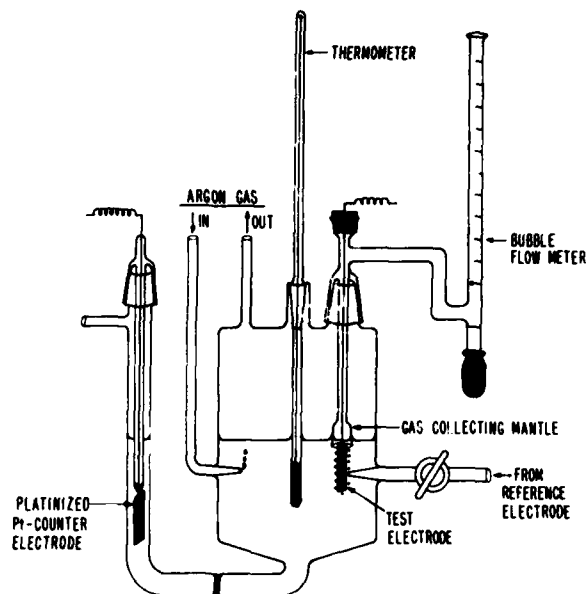 THERMOMETER
ARGON GAS
IN
OUT
BUBBLE
FLOW METER
GAS COLLECTING MANTLE
FROM
REFERENCE
ELECTRODE
TEST
ELECTRODE
PLATINIZED
Pt-COUNTER
ELECTRODE